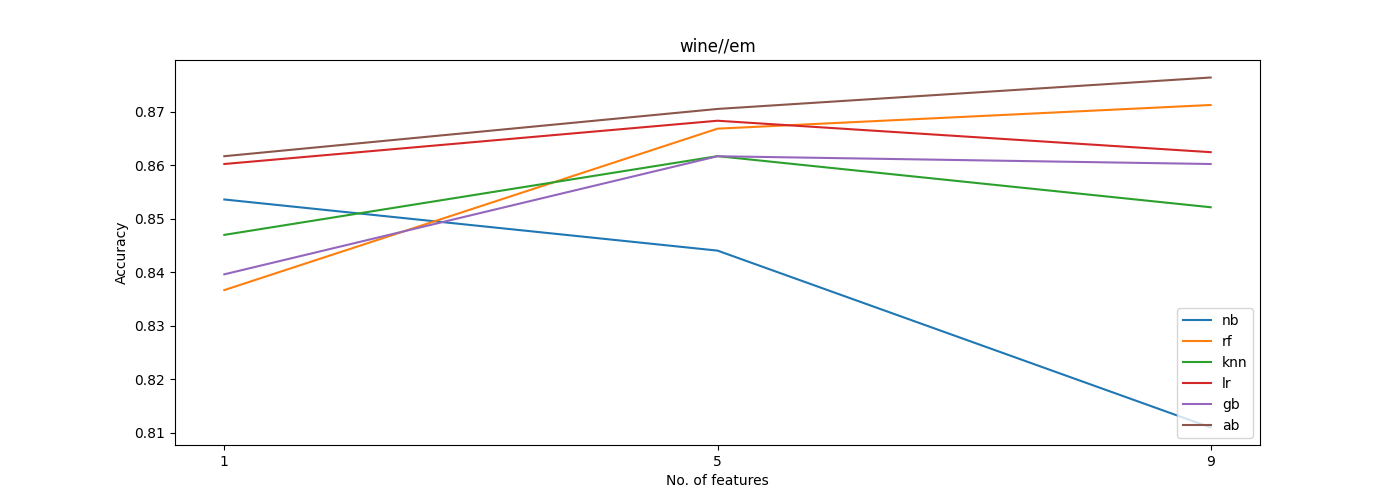 wine//em
Accuracy
0.87
0.86
0.85
0.84
0.83
0.82
0.81
1 5 9
No. of features
nb
rf
knn
lr
gb
ab